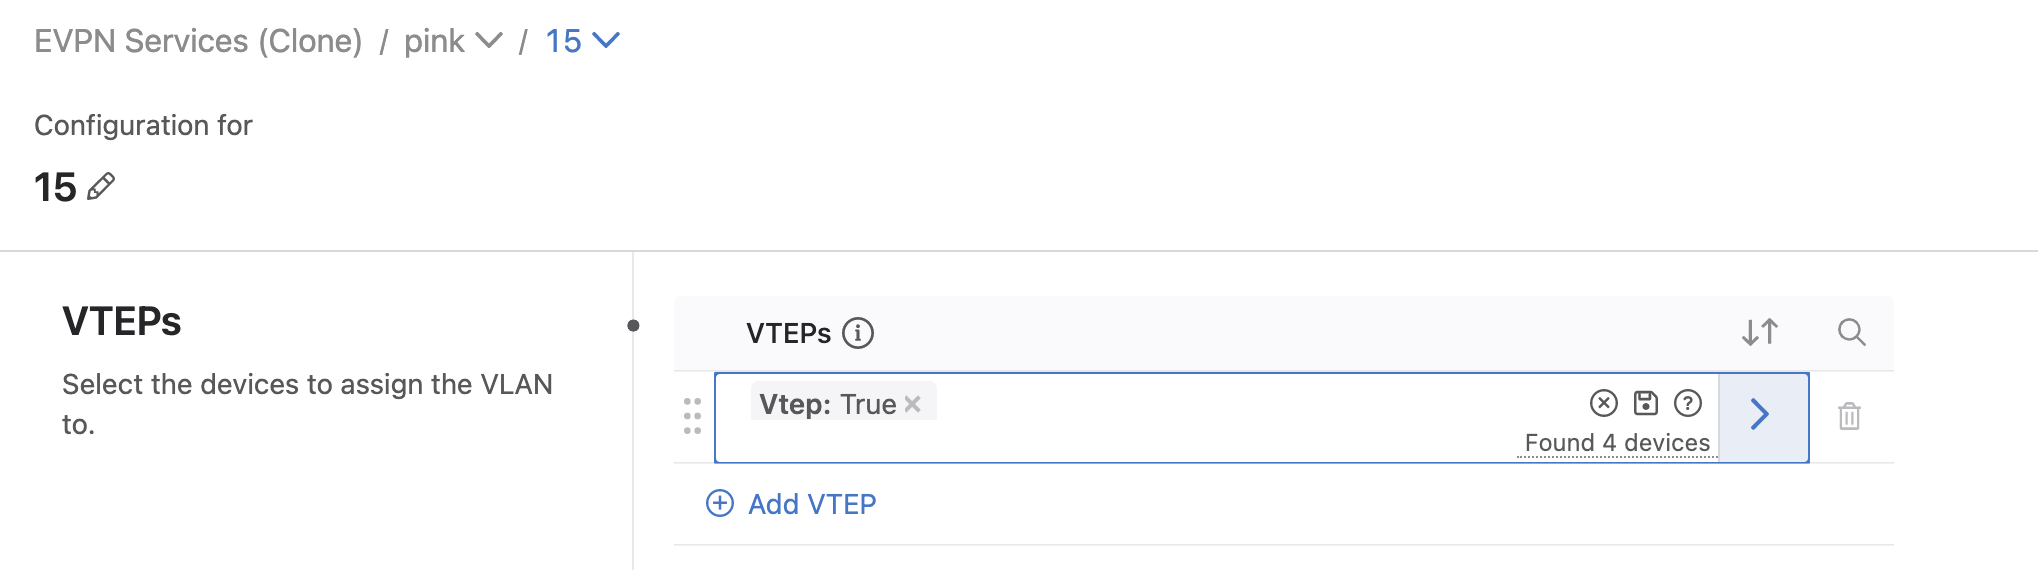 EVPN Services (Clone) / pink / 15
Configuration for
15
VTEPs
Select the devices to assign the VLAN
to.
VTEPs
Vtep: True
Found 4 devices
Add VTEP